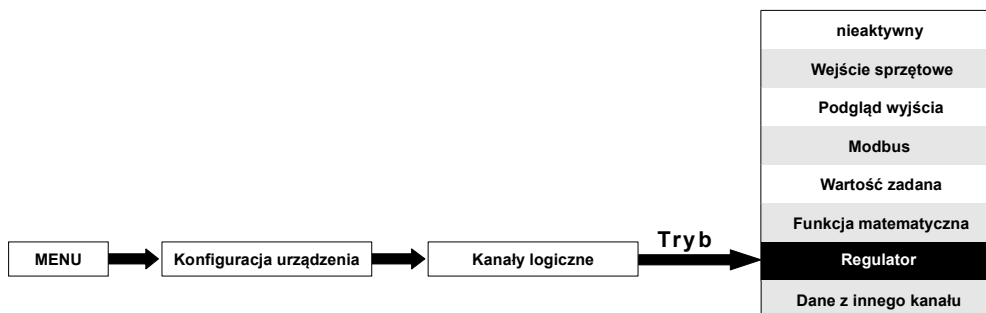 nieaktywny
Wejście sprzętowe
Podgląd wyjścia
Modbus
Wartość zadana
Funkcja matematyczna
MENU
Konfiguracja urządzenia
Kanały logiczne
Tryb
Regulator
Dane z innego kanału